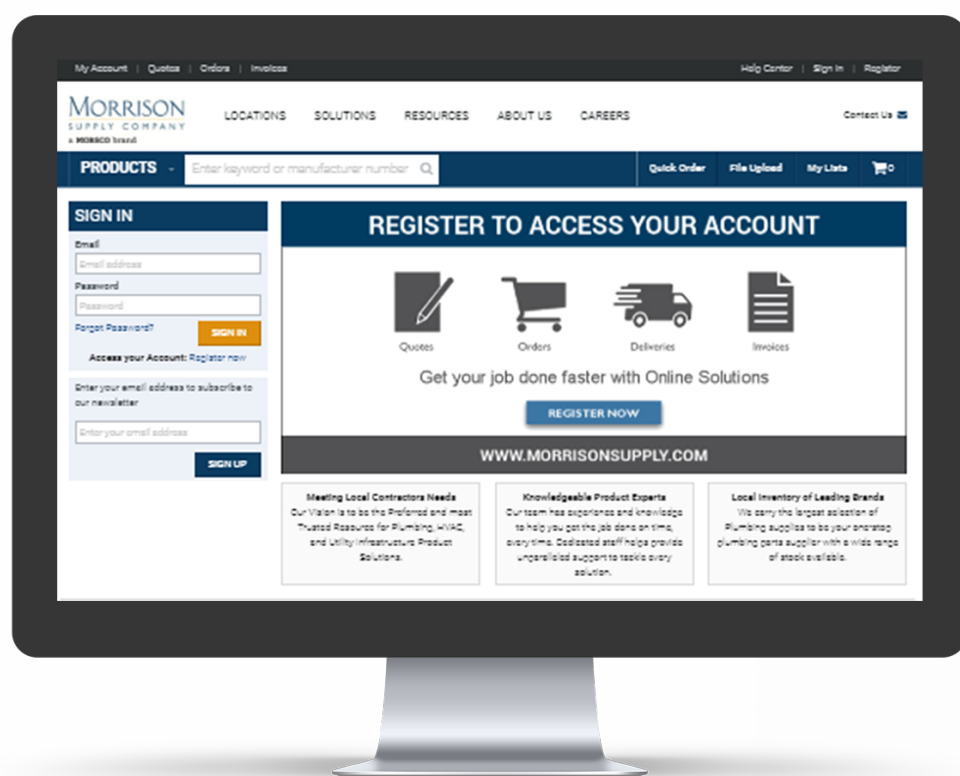 My Account | Quotes | Orders | Invoices
Help Center | Sign In | Register
MORRISON
SUPPLY COMPANY
a MORSCO brand
LOCATIONS SOLUTIONS RESOURCES ABOUT US CAREERS
Contact Us
PRODUCTS
Enter keyword or manufacturer number
Quick Order File Upload My Lists 0
SIGN IN
Email
Email address
Password
Password
Forgot Password?
SIGN IN
Access your Account: Register now
Enter your email address to subscribe to
our newsletter
Enter your email address
SIGN UP
REGISTER TO ACCESS YOUR ACCOUNT
Quotes Orders Deliveries Invoices
Get your job done faster with Online Solutions
REGISTER NOW
WWW.MORRISONSUPPLY.COM
Meeting Local Contractors Needs
Our Vision is to be the Preferred and most
Trusted Resource for Plumbing, HVAC,
and Utility Infrastructure Product
Solutions.
Knowledgeable Product Experts
Our team has experience and knowledge
to help you get the job done on time,
every time. Dedicated staff helps provide
unparalleled support to tackle every
solution.
Local Inventory of Leading Brands
We carry the largest selection of
Plumbing supplies to be your one-stop
plumbing parts supplier with a wide range
of stock available.